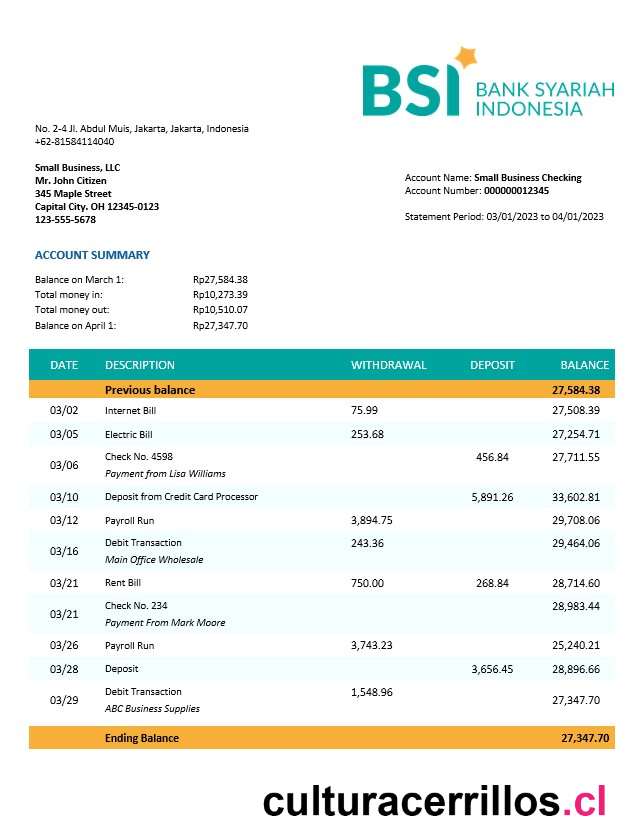 BSI BANK SYARIAH
INDONESIA
No. 2-4 Jl. Abdul Muis, Jakarta, Jakarta, Indonesia
+62-81584114040
Small Business, LLC
Mr. John Citizen
345 Maple Street
Capital City. OH 12345-0123
123-555-5678
Account Name: Small Business Checking
Account Number: 000000012345
Statement Period: 03/01/2023 to 04/01/2023
ACCOUNT SUMMARY
Balance on March 1: Rp27,584.38
Total money in: Rp10,273.39
Total money out: Rp10,510.07
Balance on April 1: Rp27,347.70
DATE DESCRIPTION WITHDRAWAL DEPOSIT BALANCE
Previous balance 27,584.38
03/02 Internet Bill 75.99 27,508.39
03/05 Electric Bill 253.68 27,254.71
03/06 Check No. 4598 456.84 27,711.55
Payment from Lisa Williams
03/10 Deposit from Credit Card Processor 5,891.26 33,602.81
03/12 Payroll Run 3,894.75 29,708.06
03/16 Debit Transaction 243.36 29,464.06
Main Office Wholesale
03/21 Rent Bill 750.00 268.84 28,714.60
03/21 Check No. 234 28,983.44
Payment From Mark Moore
03/26 Payroll Run 3,743.23 25,240.21
03/28 Deposit 3,656.45 28,896.66
03/29 Debit Transaction 1,548.96 27,347.70
ABC Business Supplies
Ending Balance 27,347.70
culturacerrillos.cl